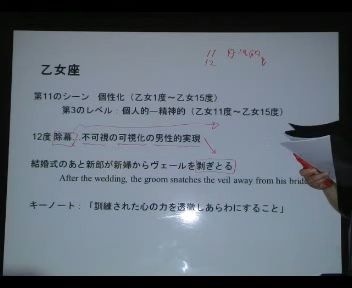 11
12
乙女座
第11のシーン：個性化（乙女1度〜乙女15度）
第3のレベル：個人的―精神的（乙女11度〜乙女15度）
12度 除幕：不可視の可視化の男性的実現
結婚式のあと新郎が新婦からヴェールを剥ぎとる
After the wedding, the groom snatches the veil away from his bride
キーノート：「訓練された心の力を透徹しあらわにすること」